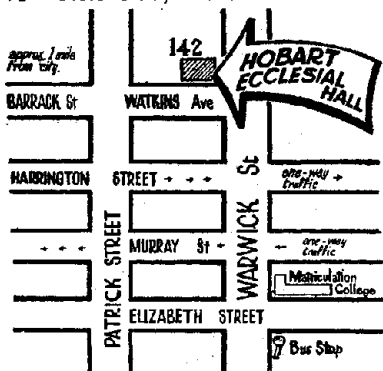 142
HOBART
ECCLESIAL
HALL
approx. 1 mile
from city.
BARRACK St
WATKINS Ave
HARRINGTON STREET
one-way
traffic
MURRAY St
one-way
traffic
PATRICK STREET
WARWICK St
Matriculation
College
ELIZABETH STREET
Bus Stop